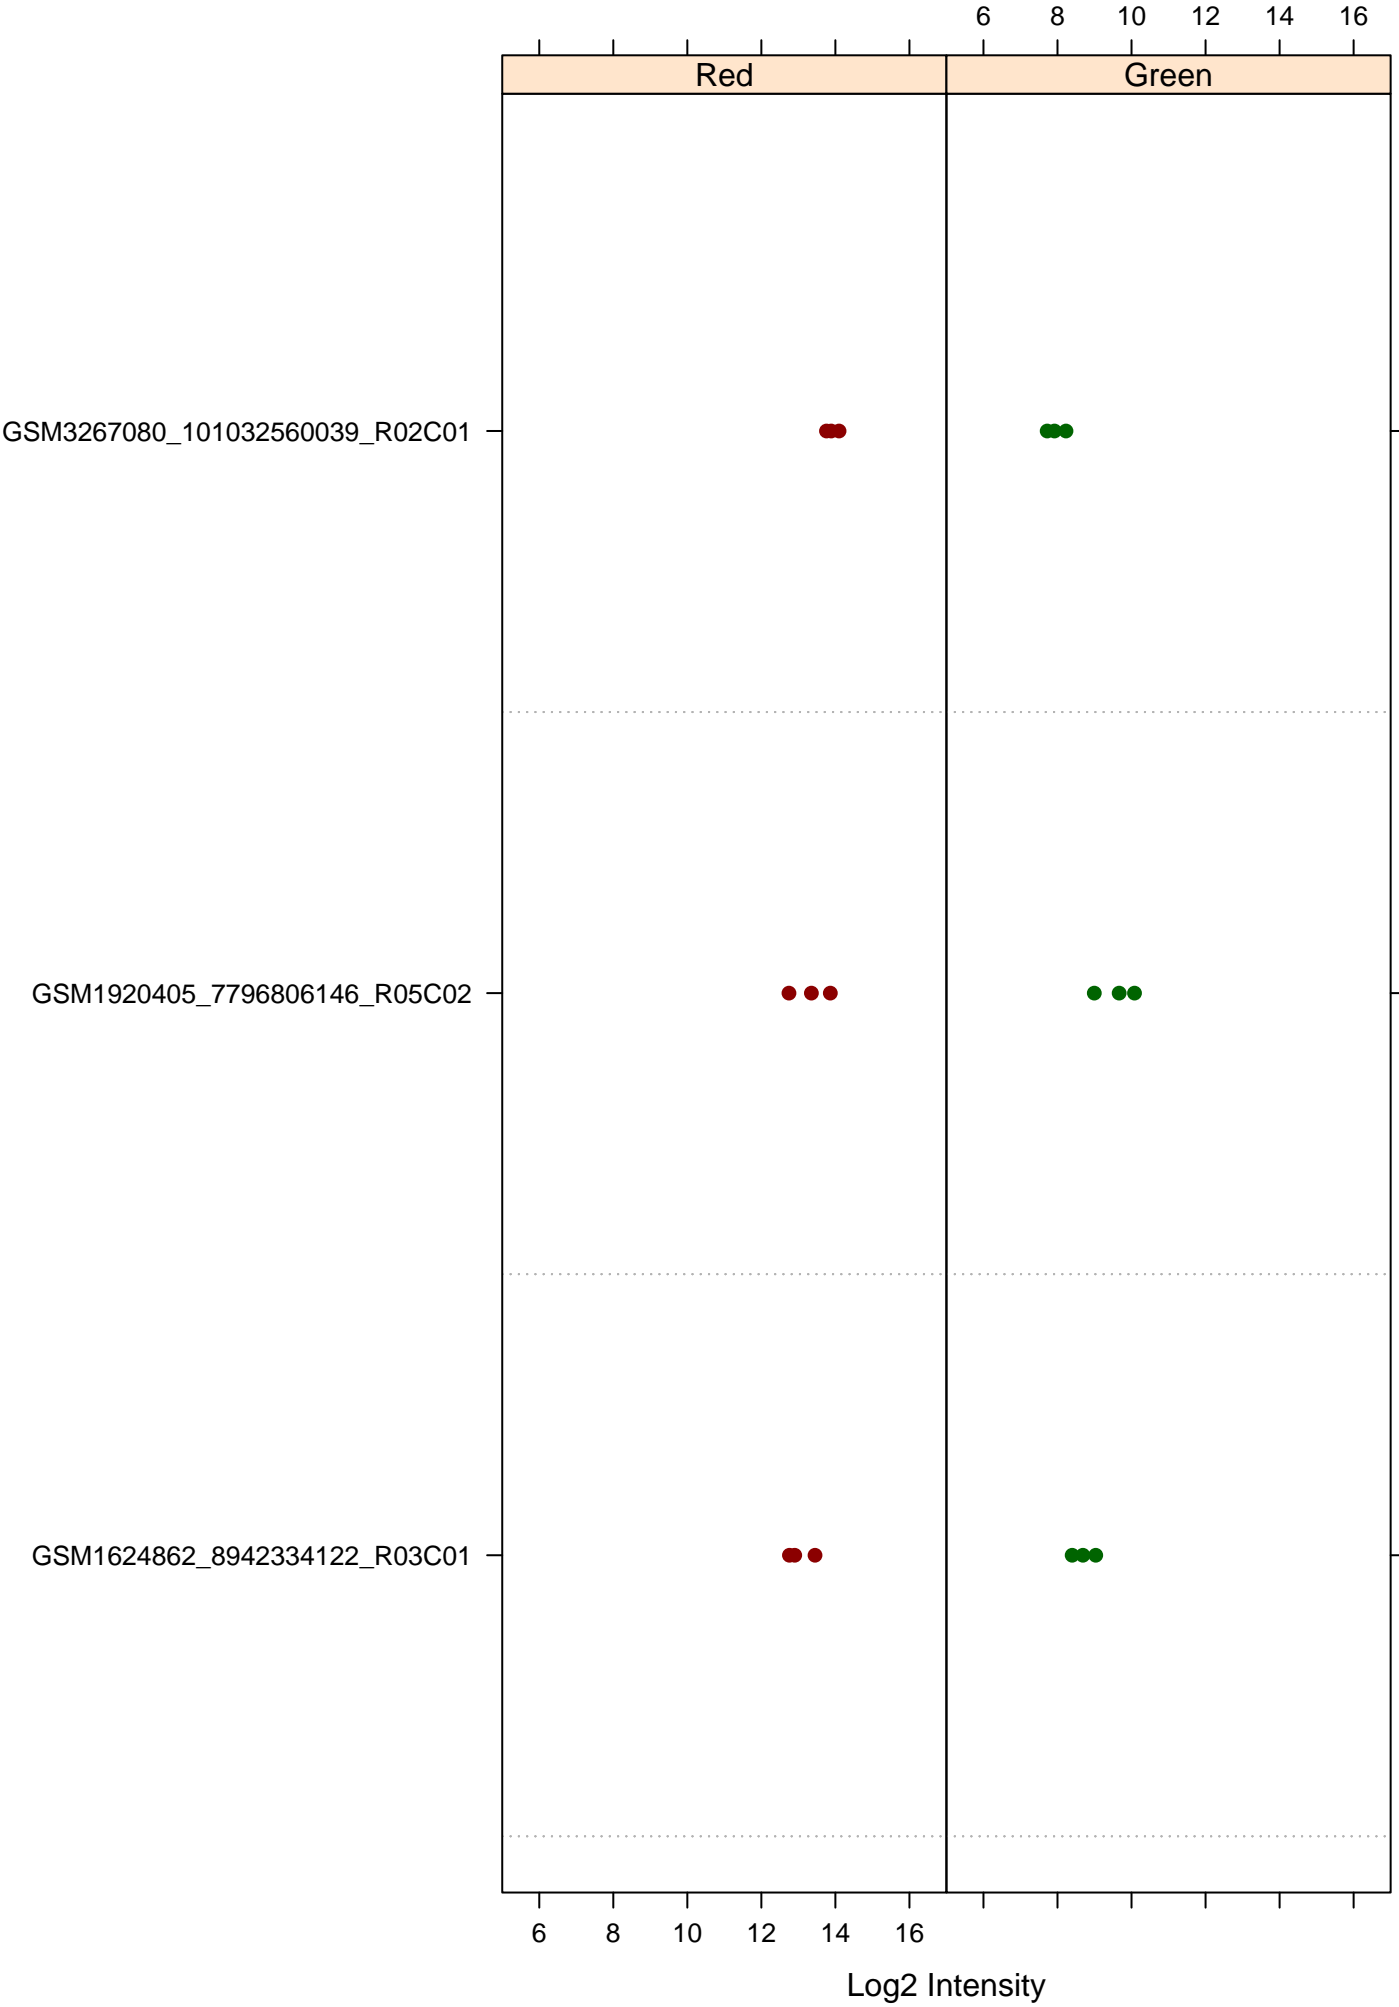 6 8 10 12 14 16
Red Green
GSM3267080_101032560039_R02C01
GSM1920405_7796806146_R05C02
GSM1624862_8942334122_R03C01
6 8 10 12 14 16
Log2 Intensity